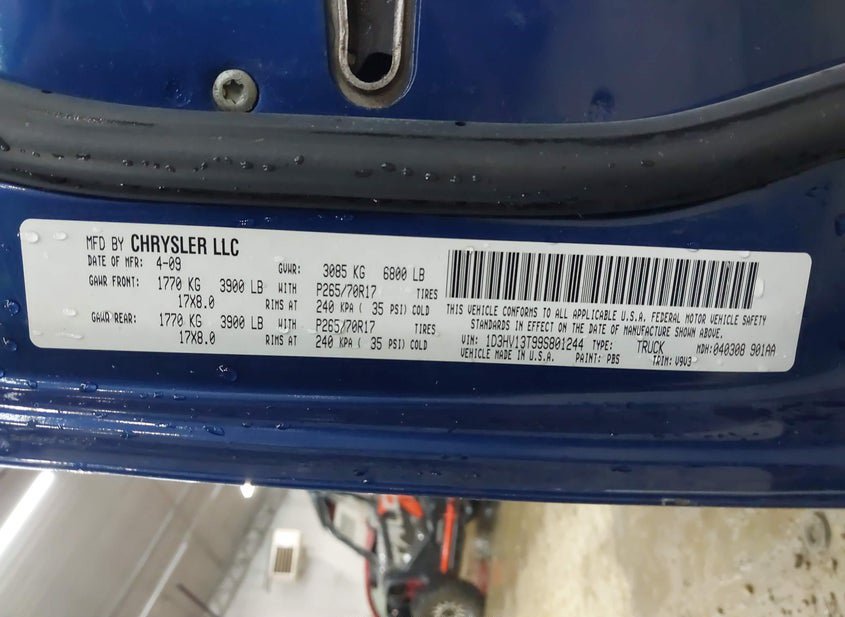 MFD BY CHRYSLER LLC
DATE OF MFR: 4-09 GVWR: 3085 KG 6800 LB
GAWR FRONT: 1770 KG 3900 LB WITH P265/70R17 TIRES
17X8.0 RIMS AT 240 KPA ( 35 PSI) COLD
GAWR REAR: 1770 KG 3900 LB WITH P265/70R17 TIRES
17X8.0 RIMS AT 240 KPA ( 35 PSI) COLD
THIS VEHICLE CONFORMS TO ALL APPLICABLE U.S.A. FEDERAL MOTOR VEHICLE SAFETY
STANDARDS IN EFFECT ON THE DATE OF MANUFACTURE SHOWN ABOVE.
VIN: 1D3HV13T99S801244 TYPE: TRUCK MDH: 040308 901AA
VEHICLE MADE IN U.S.A. PAINT: PBS TRIM: V9V3